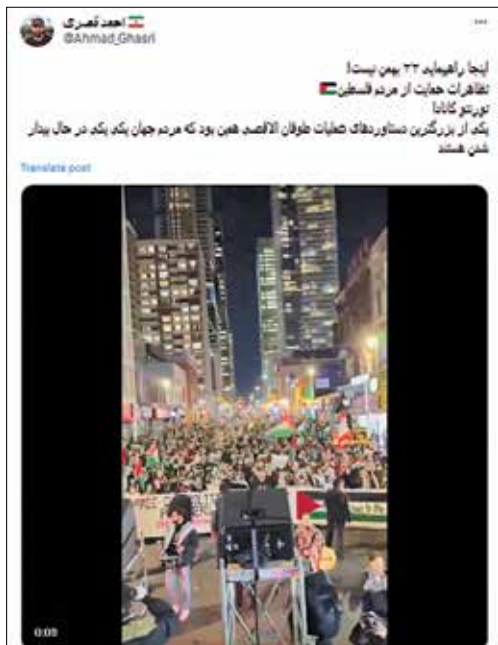 احمد قصری 🇮🇷
@Ahmad_Ghasri
اینجا راهپیمایی ۲۲ بهمن نیست!
تظاهرات حمایت از مردم فلسطین🇵🇸
تورنتو کانادا
یکی از بزرگترین دستاوردهای عملیات طوفان الاقصی همین بود که مردم جهان یکی یکی در حال بیدار
شدن هستند
Translate post
0:09